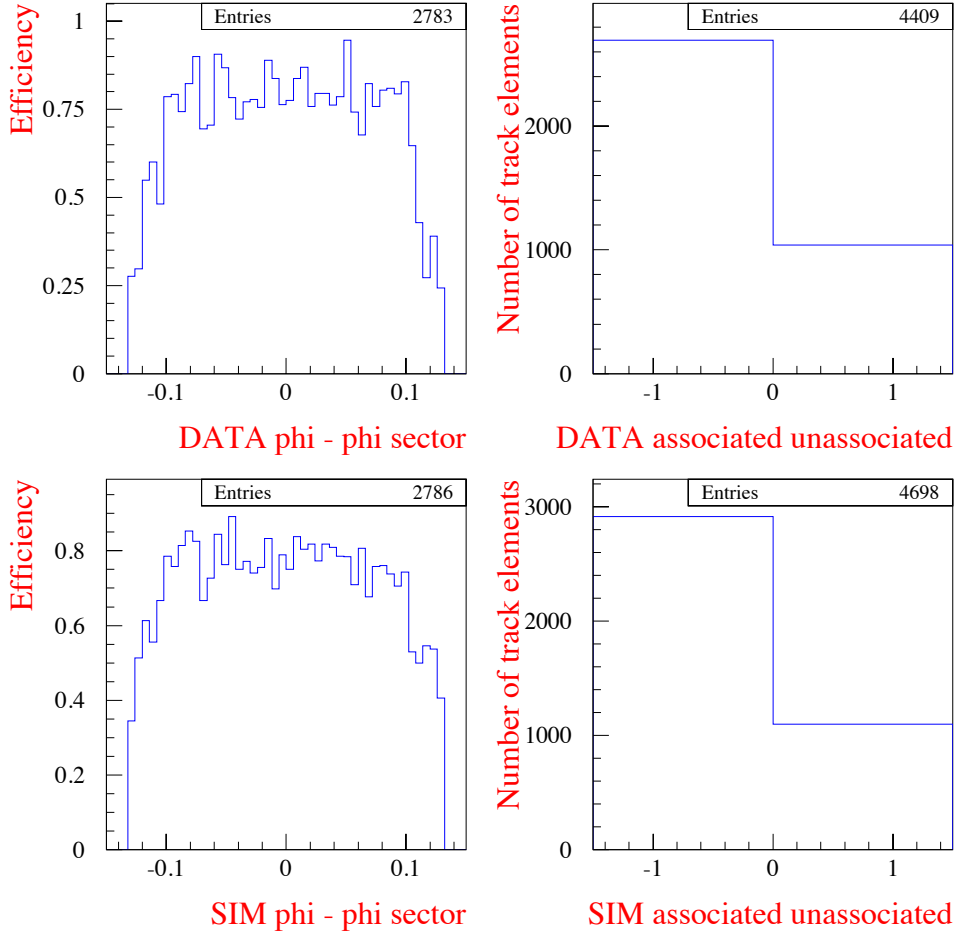 Entries 2783
Efficiency
1
0.75
0.5
0.25
0
-0.1 0 0.1
DATA phi - phi sector
Entries 4409
Number of track elements
2000
1000
0
-1 0 1
DATA associated unassociated
Entries 2786
Efficiency
0.8
0.6
0.4
0.2
0
-0.1 0 0.1
SIM phi - phi sector
Entries 4698
Number of track elements
3000
2000
1000
0
-1 0 1
SIM associated unassociated